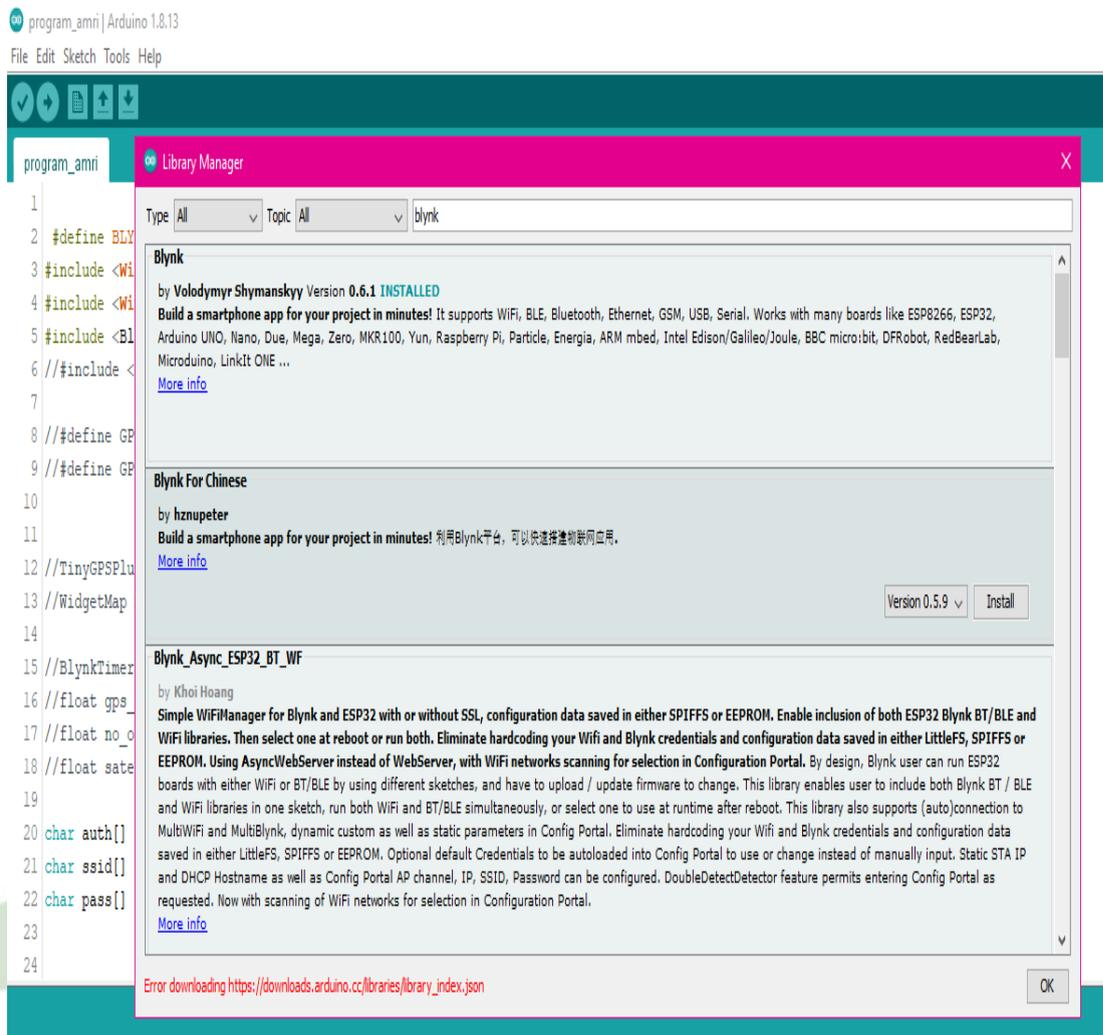 program_amri | Arduino 1.8.13
File Edit Sketch Tools Help
program_amri
Library Manager
X
Type All Topic All blynk
1
2 #define BLY
3 #include <Wi
4 #include <Wi
5 #include <Bl
6 //#include <
7
8 //#define GP
9 //#define GP
10
11
12 //TinyGPSPlu
13 //WidgetMap
14
15 //BlynkTimer
16 //float gps_
17 //float no_o
18 //float sate
19
20 char auth[]
21 char ssid[]
22 char pass[]
23
24
Blynk
by Volodymyr Shymanskyy Version 0.6.1 INSTALLED
Build a smartphone app for your project in minutes! It supports WiFi, BLE, Bluetooth, Ethernet, GSM, USB, Serial. Works with many boards like ESP8266, ESP32,
Arduino UNO, Nano, Due, Mega, Zero, MKR100, Yun, Raspberry Pi, Particle, Energia, ARM mbed, Intel Edison/Galileo/Joule, BBC micro:bit, DFRobot, RedBearLab,
Microduino, LinkIt ONE ...
More info
Blynk For Chinese
by hznupeter
Build a smartphone app for your project in minutes! 利用Blynk平台，可以快速搭建物联网应用。
More info
Version 0.5.9 Install
Blynk_Async_ESP32_BT_WF
by Khoi Hoang
Simple WiFiManager for Blynk and ESP32 with or without SSL, configuration data saved in either SPIFFS or EEPROM. Enable inclusion of both ESP32 Blynk BT/BLE and
WiFi libraries. Then select one at reboot or run both. Eliminate hardcoding your Wifi and Blynk credentials and configuration data saved in either LittleFS, SPIFFS or
EEPROM. Using AsyncWebServer instead of WebServer, with WiFi networks scanning for selection in Configuration Portal. By design, Blynk user can run ESP32
boards with either WiFi or BT/BLE by using different sketches, and have to upload / update firmware to change. This library enables user to include both Blynk BT / BLE
and WiFi libraries in one sketch, run both WiFi and BT/BLE simultaneously, or select one to use at runtime after reboot. This library also supports (auto)connection to
MultiWiFi and MultiBlynk, dynamic custom as well as static parameters in Config Portal. Eliminate hardcoding your Wifi and Blynk credentials and configuration data
saved in either LittleFS, SPIFFS or EEPROM. Optional default Credentials to be autoloaded into Config Portal to use or change instead of manually input. Static STA IP
and DHCP Hostname as well as Config Portal AP channel, IP, SSID, Password can be configured. DoubleDetectDetector feature permits entering Config Portal as
requested. Now with scanning of WiFi networks for selection in Configuration Portal.
More info
Error downloading https://downloads.arduino.cc/libraries/library_index.json
OK